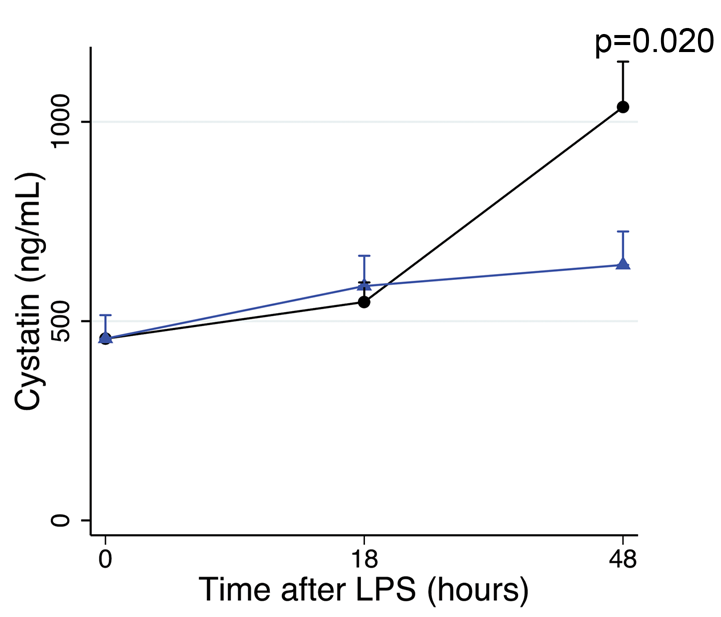 p=0.020
1000
500
0
Cystatin (ng/mL)
0 18 48
Time after LPS (hours)